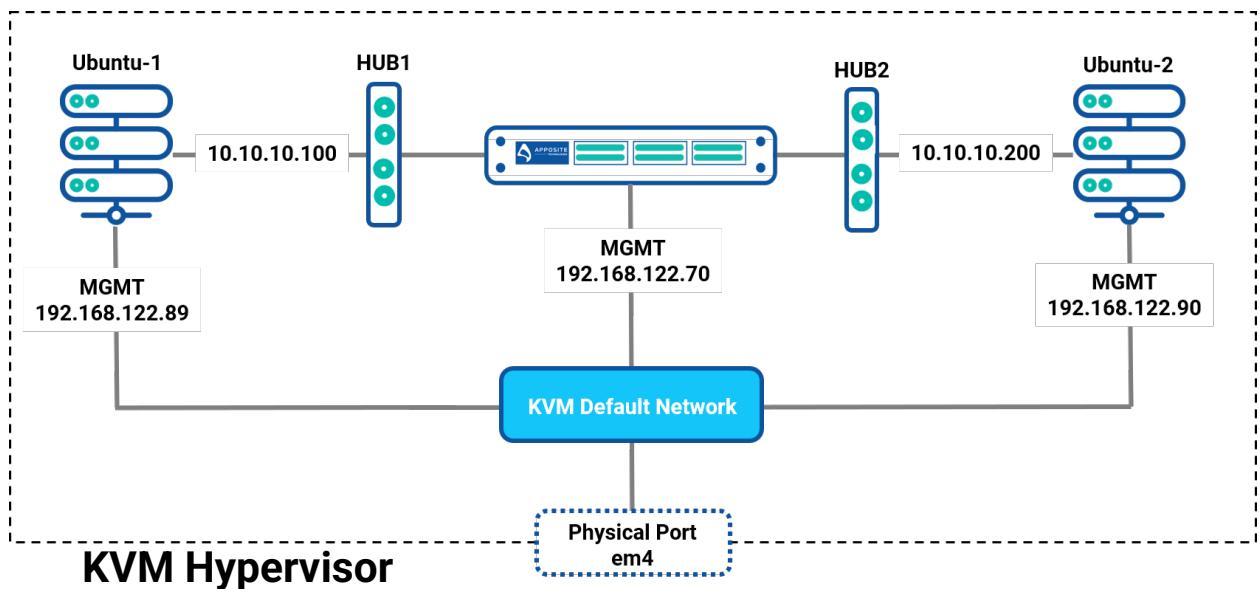 Ubuntu-1
HUB1
HUB2
Ubuntu-2
10.10.10.100
APPOSITE
10.10.10.200
MGMT
192.168.122.89
MGMT
192.168.122.70
MGMT
192.168.122.90
KVM Default Network
Physical Port
em4
KVM Hypervisor